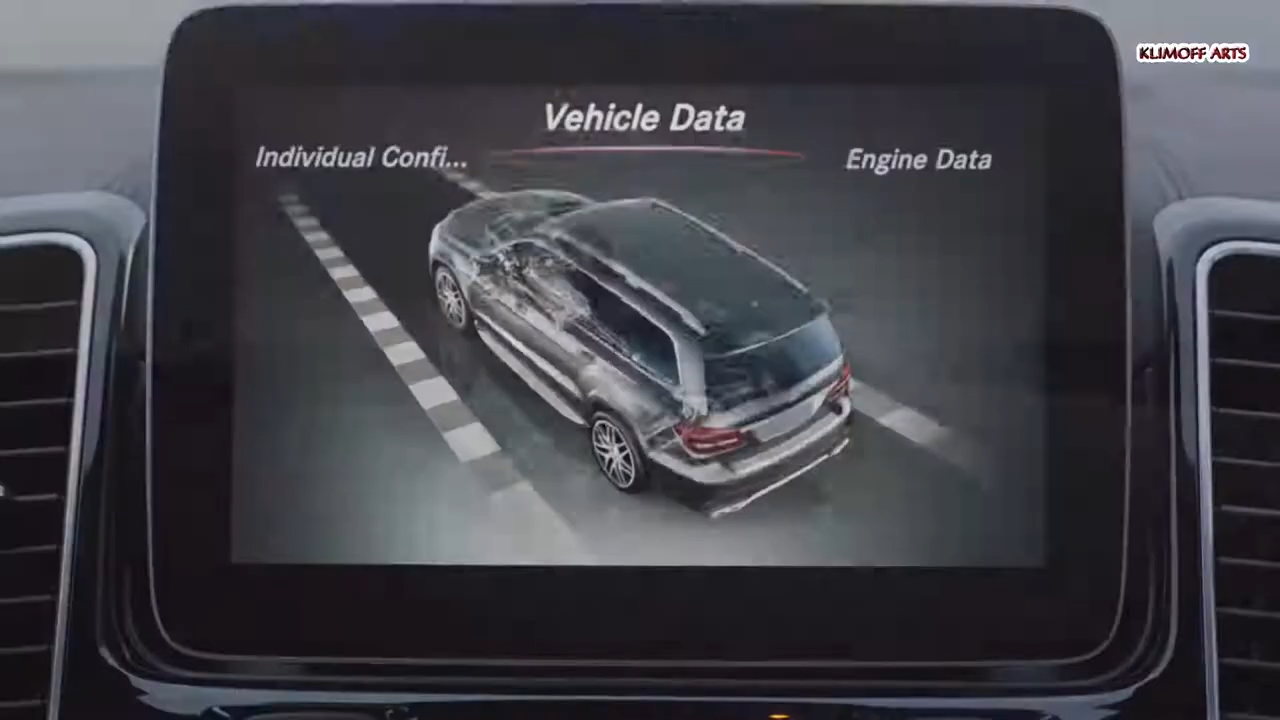 KLIMOFF ARTS
Vehicle Data
Individual Confi...
Engine Data